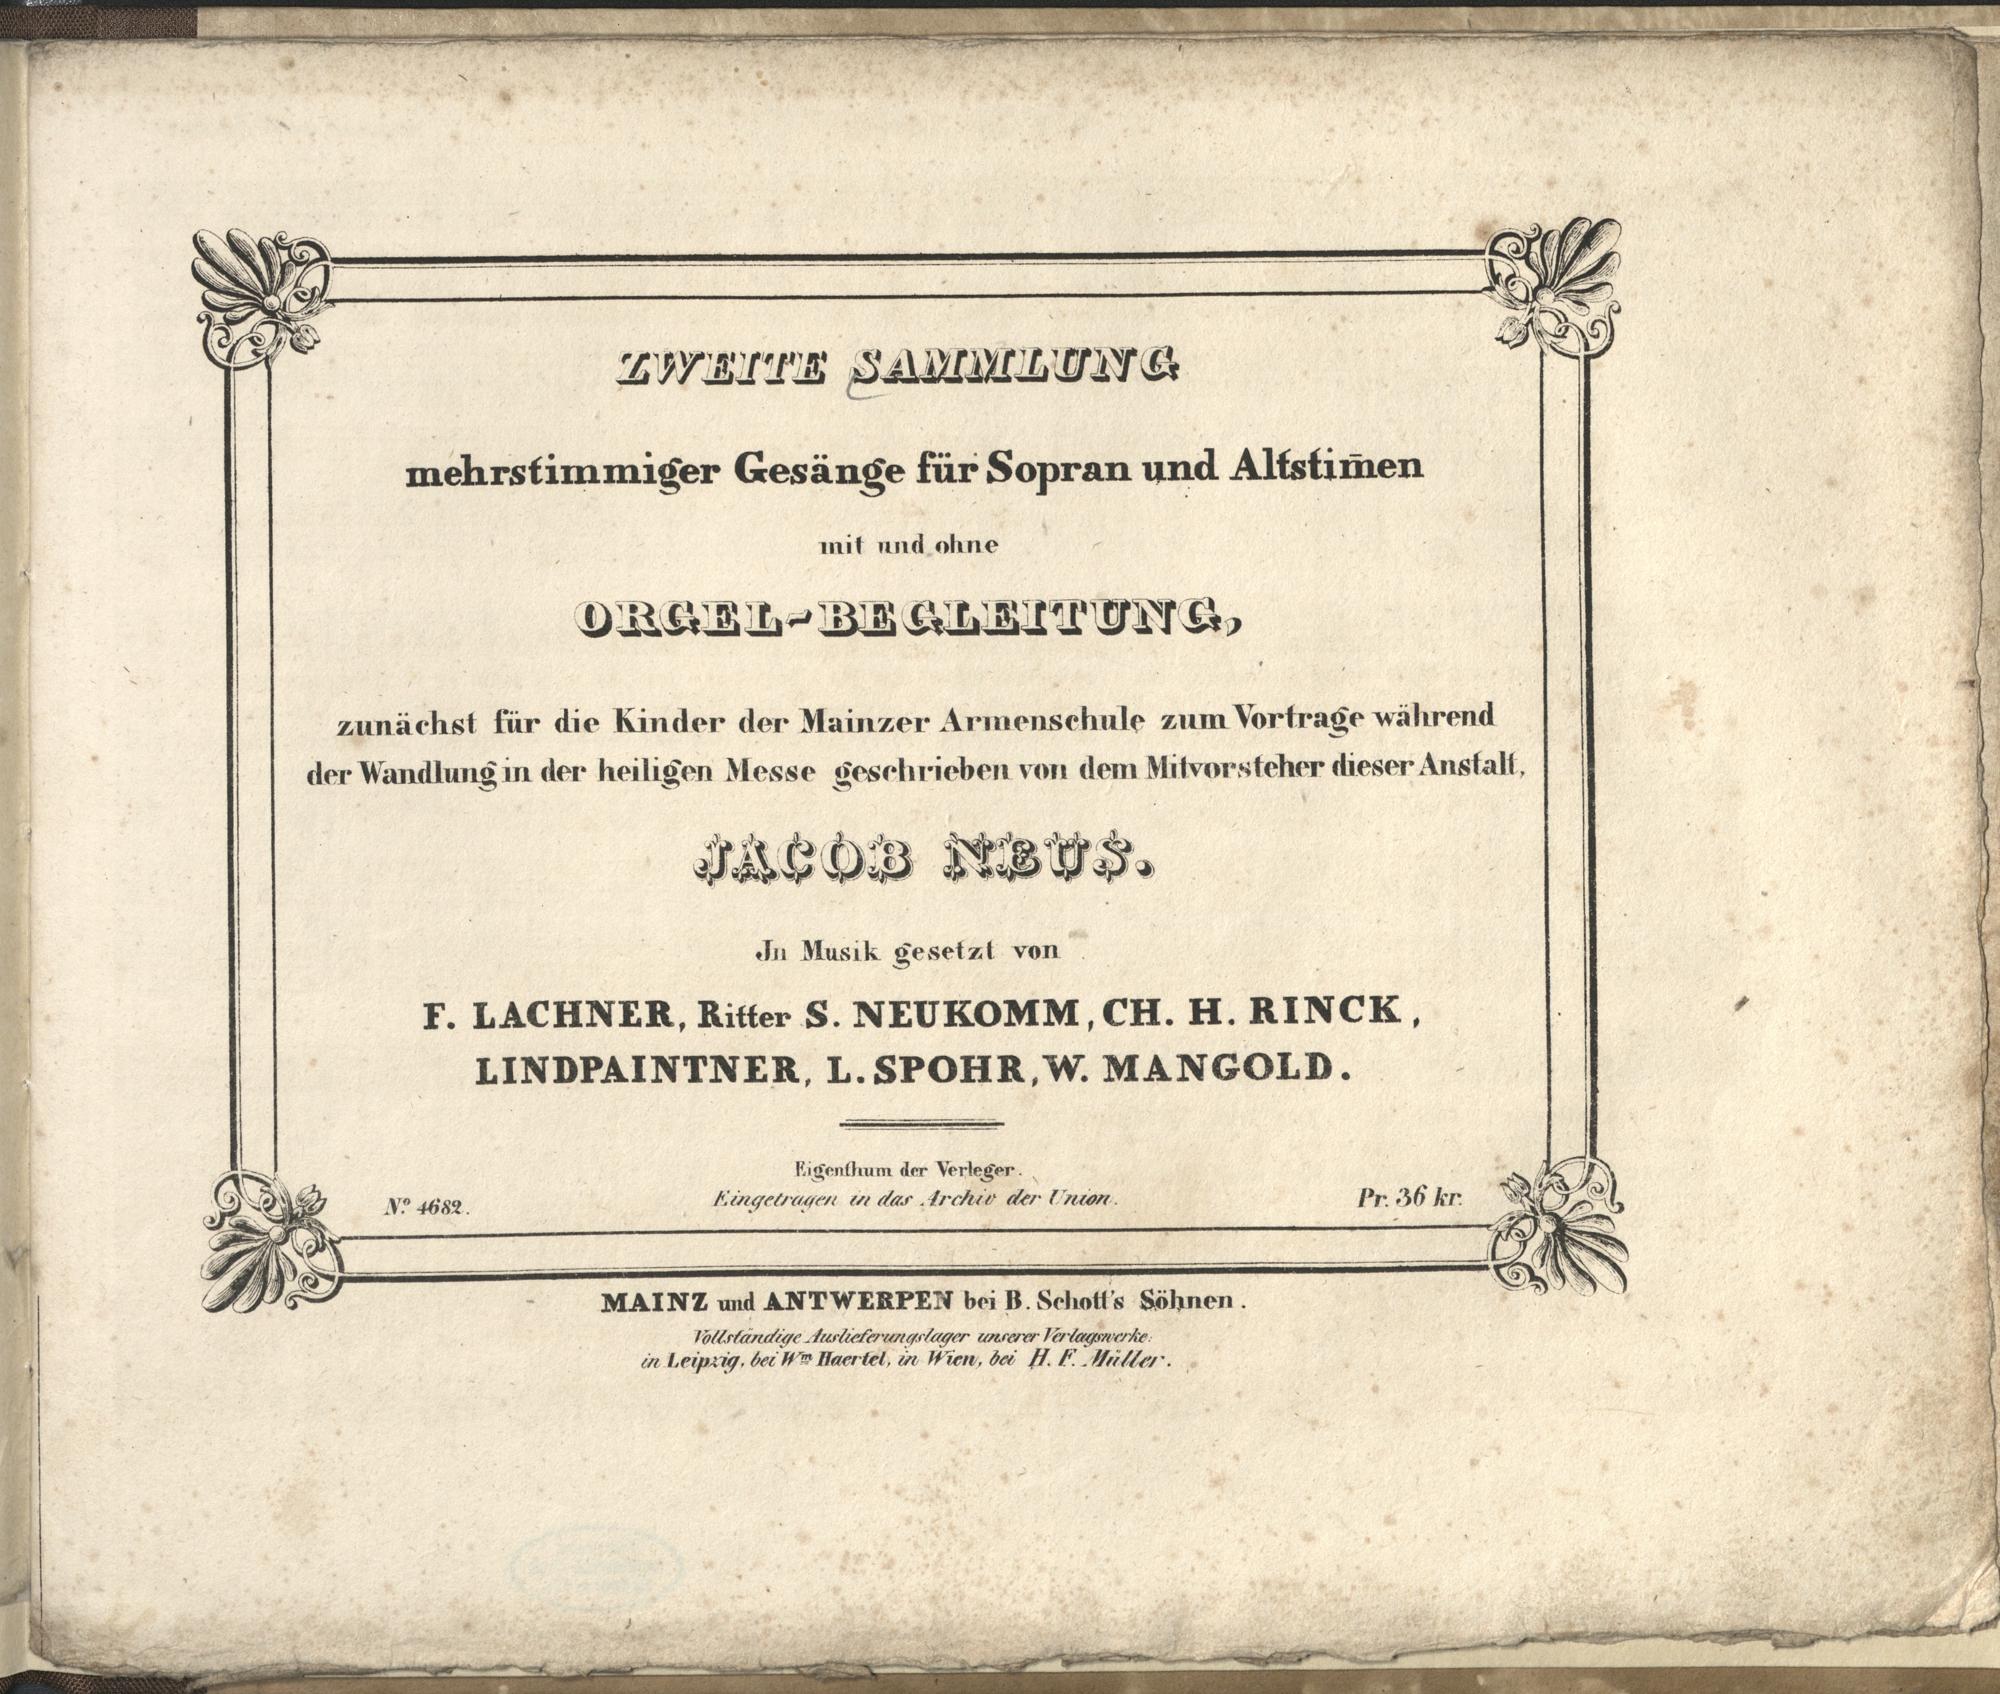 ZWEITE SAMMLUNG
mehrstimmiger Gesänge für Sopran und Altstim̄en
mit und ohne
ORGEL-BEGLEITUNG,
zunächst für die Kinder der Mainzer Armenschule zum Vortrage während
der Wandlung in der heiligen Messe geschrieben von dem Mitvorsteher dieser Anstalt,
JACOB NEUS.
Jn Musik gesetzt von
F. LACHNER, Ritter S. NEUKOMM, CH. H. RINCK,
LINDPAINTNER, L. SPOHR, W. MANGOLD.
Eigenthum der Verleger.
Eingetragen in das Archiv der Union.
Nº 4682.
Pr. 36 kr.
MAINZ und ANTWERPEN bei B. Schott's Söhnen.
Vollständige Auslieferungslager unserer Verlagswerke:
in Leipzig, bei Wm Haertel, in Wien, bei H. F. Müller.